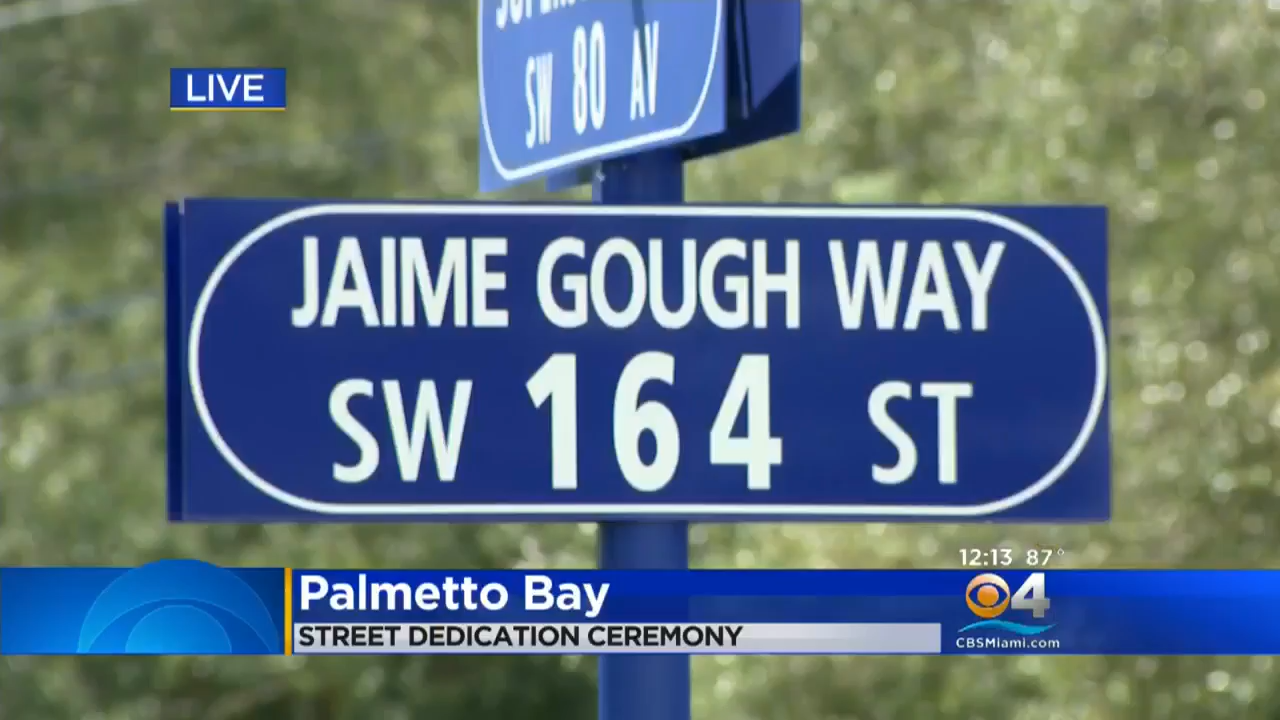 SW 80 AV
LIVE
JAIME GOUGH WAY
SW 164 ST
12:13 87°
Palmetto Bay
STREET DEDICATION CEREMONY
4
CBSMiami.com